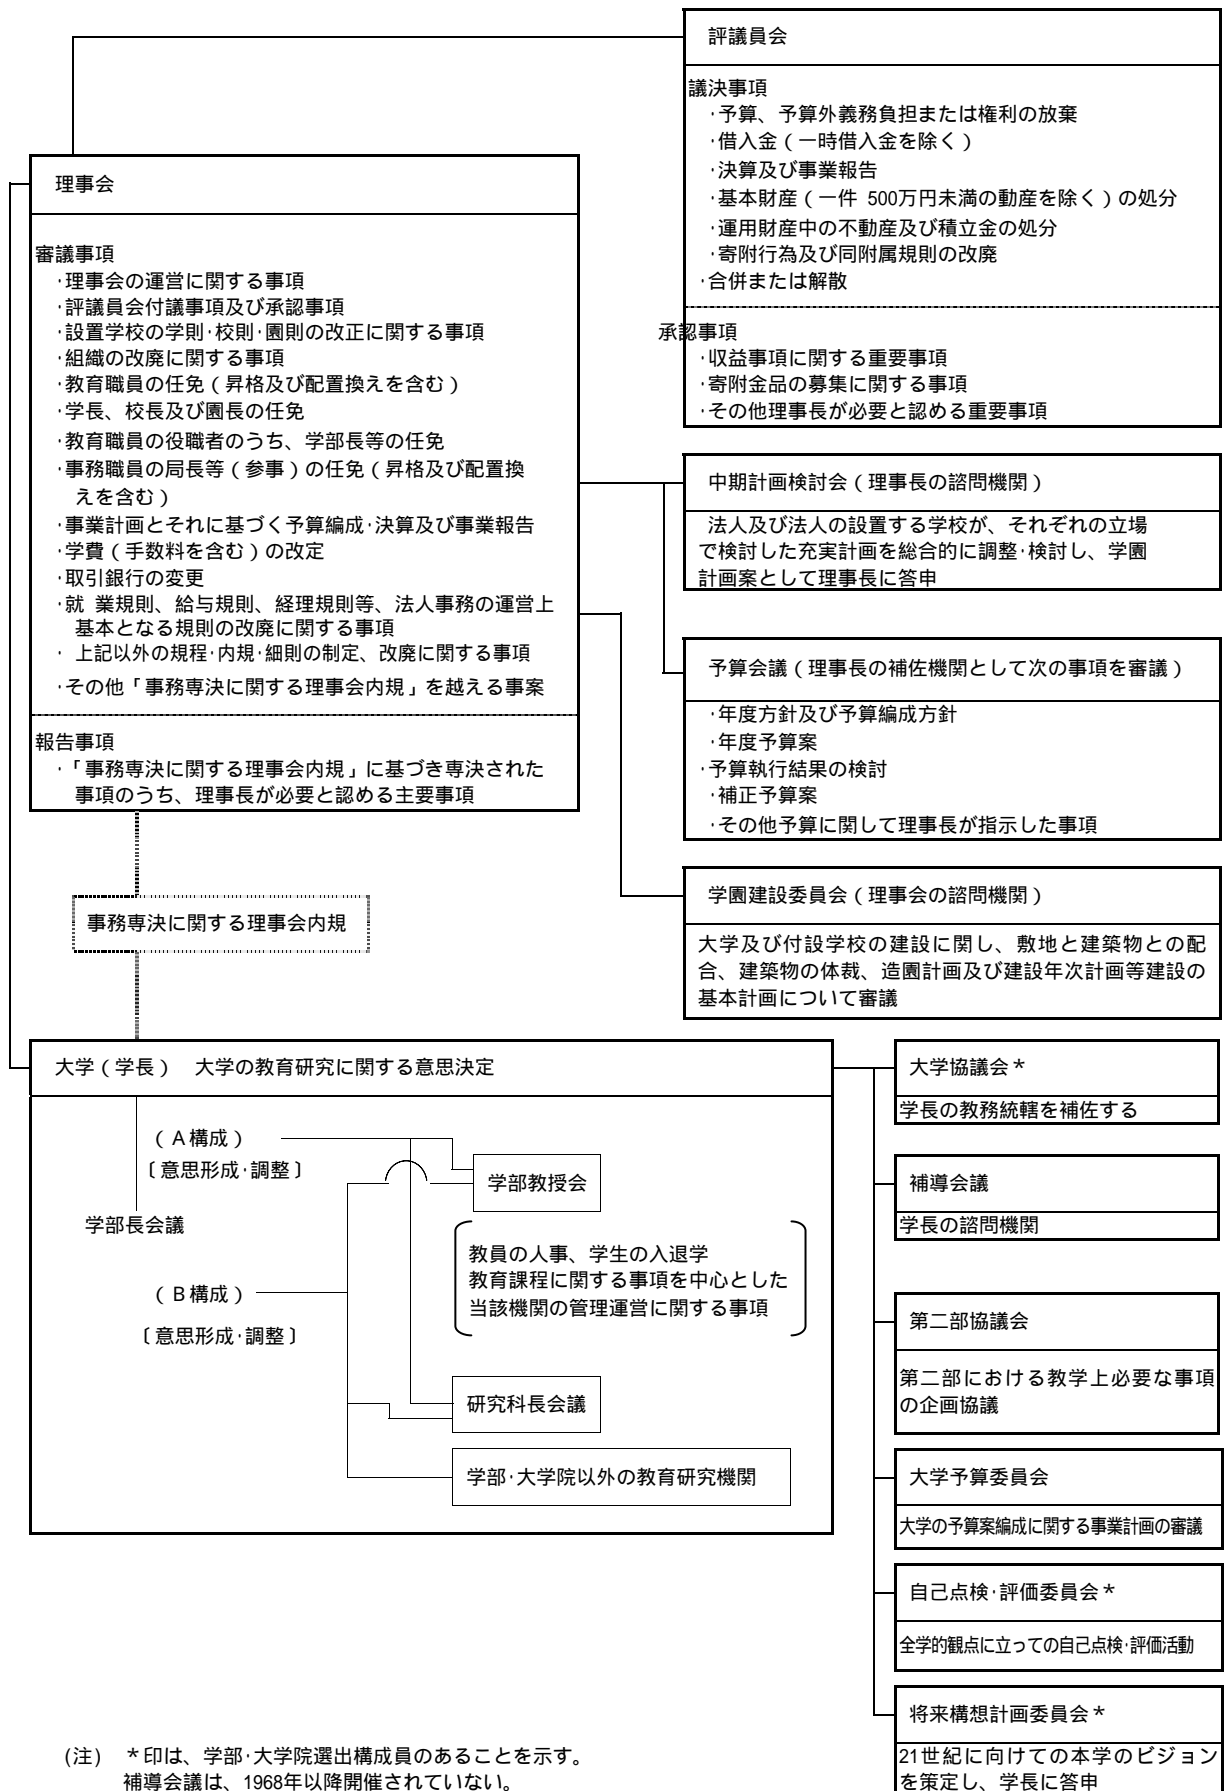 評議員会
議決事項
･予算、予算外義務負担または権利の放棄
･借入金（一時借入金を除く）
･決算及び事業報告
･基本財産（一件 500万円未満の動産を除く）の処分
･運用財産中の不動産及び積立金の処分
･寄附行為及び同附属規則の改廃
･合併または解散
承認事項
･収益事項に関する重要事項
･寄附金品の募集に関する事項
･その他理事長が必要と認める重要事項
理事会
審議事項
･理事会の運営に関する事項
･評議員会付議事項及び承認事項
･設置学校の学則･校則･園則の改正に関する事項
･組織の改廃に関する事項
･教育職員の任免（昇格及び配置換えを含む）
･学長、校長及び園長の任免
･教育職員の役職者のうち、学部長等の任免
･事務職員の局長等（参事）の任免（昇格及び配置換
えを含む）
･事業計画とそれに基づく予算編成･決算及び事業報告
･学費（手数料を含む）の改定
･取引銀行の変更
･就 業規則、給与規則、経理規則等、法人事務の運営上
基本となる規則の改廃に関する事項
･ 上記以外の規程･内規･細則の制定、改廃に関する事項
･その他「事務専決に関する理事会内規」を越える事案
報告事項
･「事務専決に関する理事会内規」に基づき専決された
事項のうち、理事長が必要と認める主要事項
中期計画検討会（理事長の諮問機関）
法人及び法人の設置する学校が、それぞれの立場
で検討した充実計画を総合的に調整･検討し、学園
計画案として理事長に答申
予算会議（理事長の補佐機関として次の事項を審議）
･年度方針及び予算編成方針
･年度予算案
･予算執行結果の検討
･補正予算案
･その他予算に関して理事長が指示した事項
学園建設委員会（理事会の諮問機関）
大学及び付設学校の建設に関し、敷地と建築物との配
合、建築物の体裁、造園計画及び建設年次計画等建設の
基本計画について審議
事務専決に関する理事会内規
大学（学長）　大学の教育研究に関する意思決定
（Ａ構成）
〔意思形成･調整〕
学部教授会
学部長会議
教員の人事、学生の入退学
教育課程に関する事項を中心とした
当該機関の管理運営に関する事項
（Ｂ構成）
〔意思形成･調整〕
研究科長会議
学部･大学院以外の教育研究機関
大学協議会＊
学長の教務統轄を補佐する
補導会議
学長の諮問機関
第二部協議会
第二部における教学上必要な事項
の企画協議
大学予算委員会
大学の予算案編成に関する事業計画の審議
自己点検･評価委員会＊
全学的観点に立っての自己点検･評価活動
将来構想計画委員会＊
21世紀に向けての本学のビジョン
を策定し、学長に答申
(注)　＊印は、学部･大学院選出構成員のあることを示す。
補導会議は、1968年以降開催されていない。